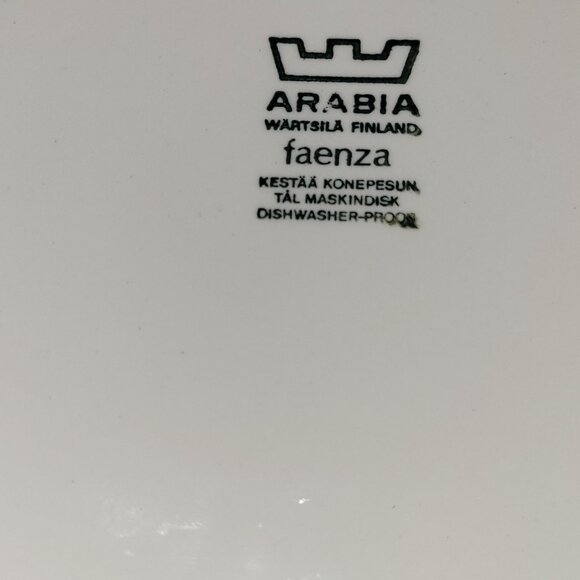 ARABIA
WÄRTSILÄ FINLAND
faenza
KESTÄÄ KONEPESUN
TÅL MASKINDISK
DISHWASHER-PROOF